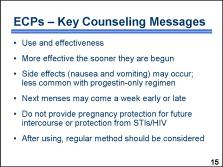 ECPs – Key Counseling Messages
• Use and effectiveness
• More effective the sooner they are begun
• Side effects (nausea and vomiting) may occur;
less common with progestin-only regimen
• Next menses may come a week early or late
• Do not provide pregnancy protection for future
intercourse or protection from STIs/HIV
• After using, regular method should be considered
15